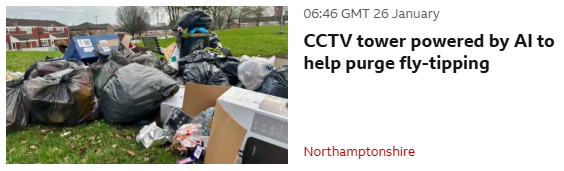 06:46 GMT 26 January
CCTV tower powered by AI to
help purge fly-tipping
Northamptonshire